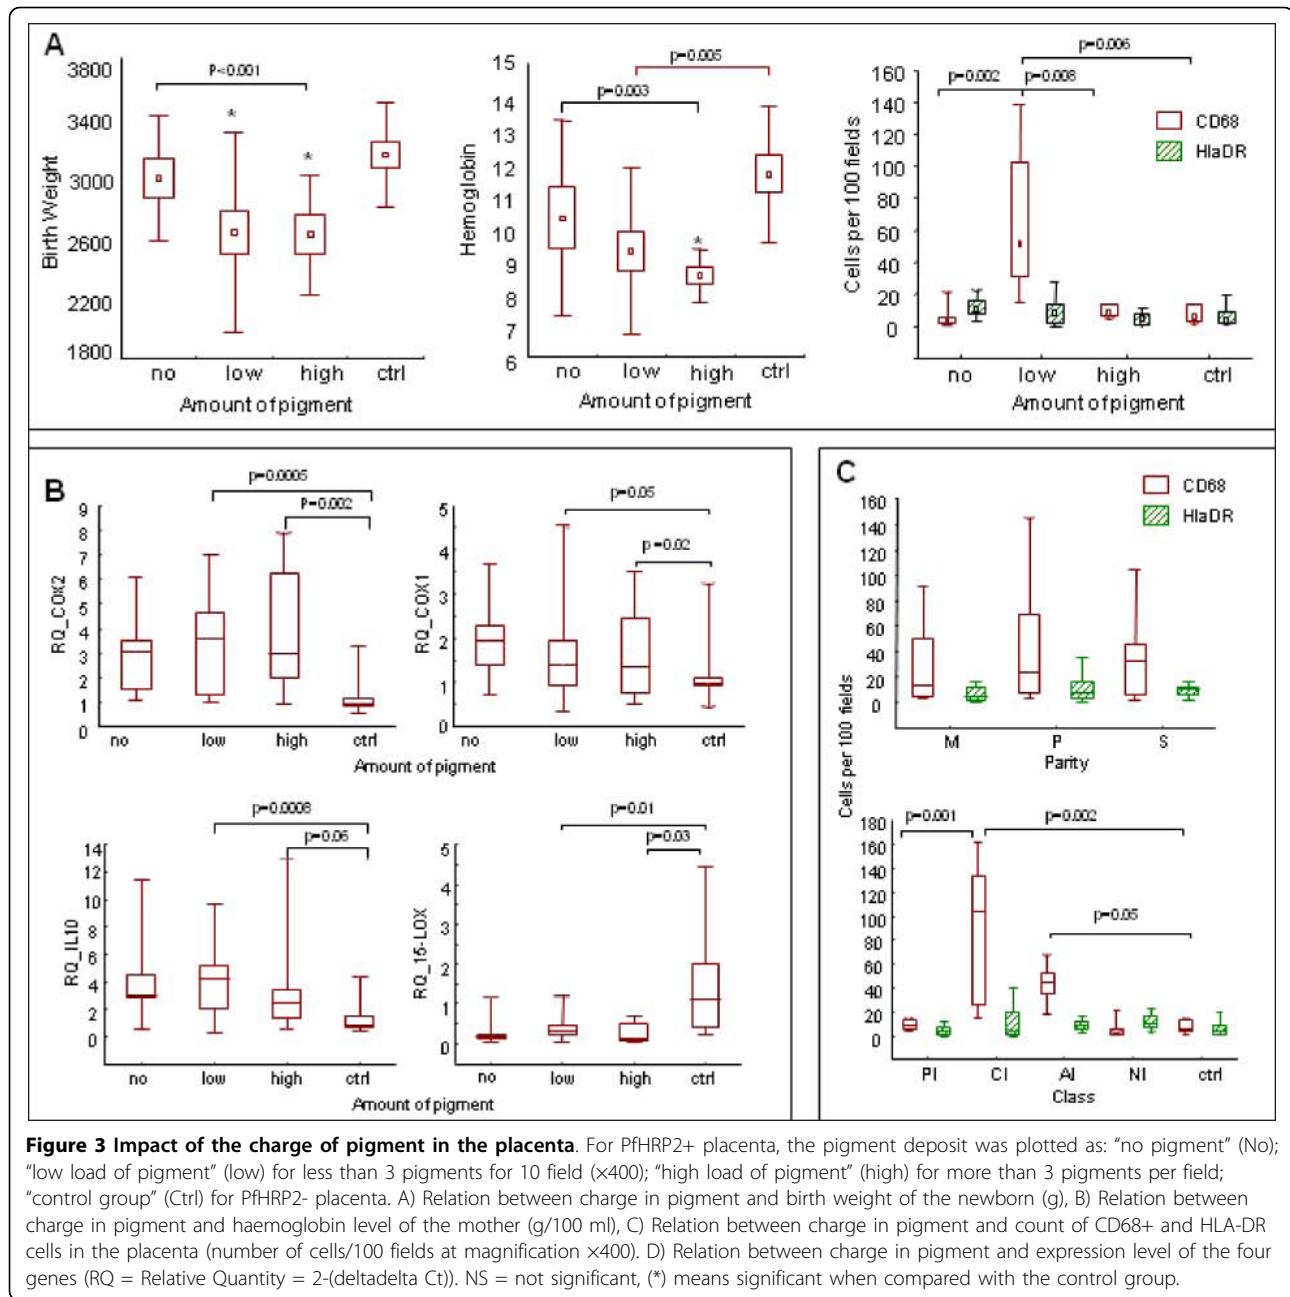 A
P<0.001
3800
3400
3000
2600
2200
1800
Birth Weight
*
*
no low high ctrl
Amount of pigment
p=0.005
p=0.003
15
14
13
12
11
10
9
8
7
6
Hemoglobin
*
no low high ctrl
Amount of pigment
p=0.006
p=0.002 p=0.008
160
140
120
100
80
60
40
20
0
Cells per 100 fields
CD68
HlaDR
no low high ctrl
Amount of pigment
B
p=0.0005
P=0.002
9
8
7
6
5
4
3
2
1
0
RQ_COX2
no low high ctrl
Amount of pigment
p=0.05
p=0.02
5
4
3
2
1
0
RQ_COX1
no low high ctrl
Amount of pigment
p=0.0008
p=0.06
14
12
10
8
6
4
2
0
RQ_IL10
no low high ctrl
Amount of pigment
p=0.01
p=0.03
5
4
3
2
1
0
RQ_15-LOX
no low high ctrl
C
CD68
HlaDR
160
140
120
100
80
60
40
20
0
M P S
Parity
Cells per 100 fields
p=0.001 p=0.002
p=0.05
180
160
140
120
100
80
60
40
20
0
PI CI AI NI ctrl
Class
Figure 3 Impact of the charge of pigment in the placenta. For PfHRP2+ placenta, the pigment deposit was plotted as: “no pigment” (No);
“low load of pigment” (low) for less than 3 pigments for 10 field (×400); “high load of pigment” (high) for more than 3 pigments per field;
“control group” (Ctrl) for PfHRP2- placenta. A) Relation between charge in pigment and birth weight of the newborn (g), B) Relation between
charge in pigment and haemoglobin level of the mother (g/100 ml), C) Relation between charge in pigment and count of CD68+ and HLA-DR
cells in the placenta (number of cells/100 fields at magnification ×400). D) Relation between charge in pigment and expression level of the four
genes (RQ = Relative Quantity = 2-(deltadelta Ct)). NS = not significant, (*) means significant when compared with the control group.